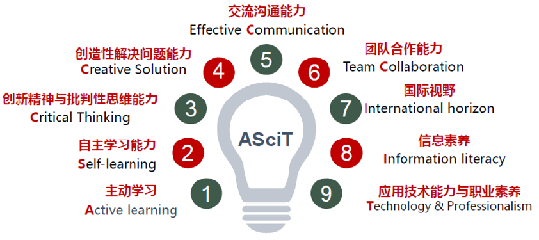 交流沟通能力
Effective Communication
5
创造性解决问题能力
Creative Solution
4
6
团队合作能力
Team Collaboration
创新精神与批判性思维能力
Critical Thinking
3
7
国际视野
International horizon
ASciT
自主学习能力
Self-learning
2
8
信息素养
Information literacy
主动学习
Active learning
1
9
应用技术能力与职业素养
Technology & Professionalism